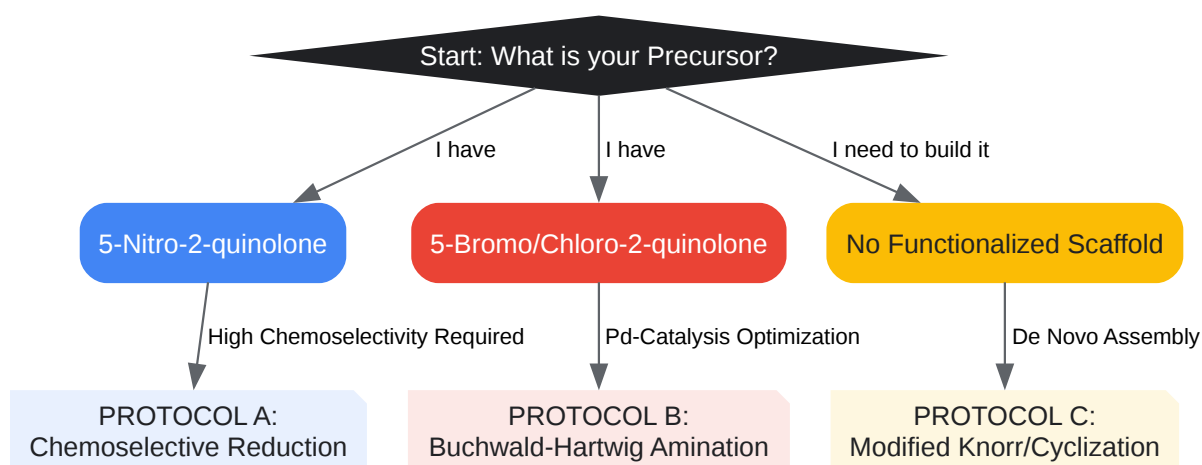 Start: What is your Precursor?
I have
I have
I need to build it
5-Nitro-2-quinolone
5-Bromo/Chloro-2-quinolone
No Functionalized Scaffold
High Chemoselectivity Required
Pd-Catalysis Optimization
De Novo Assembly
PROTOCOL A:
Chemoselective Reduction
PROTOCOL B:
Buchwald-Hartwig Amination
PROTOCOL C:
Modified Knorr/Cyclization